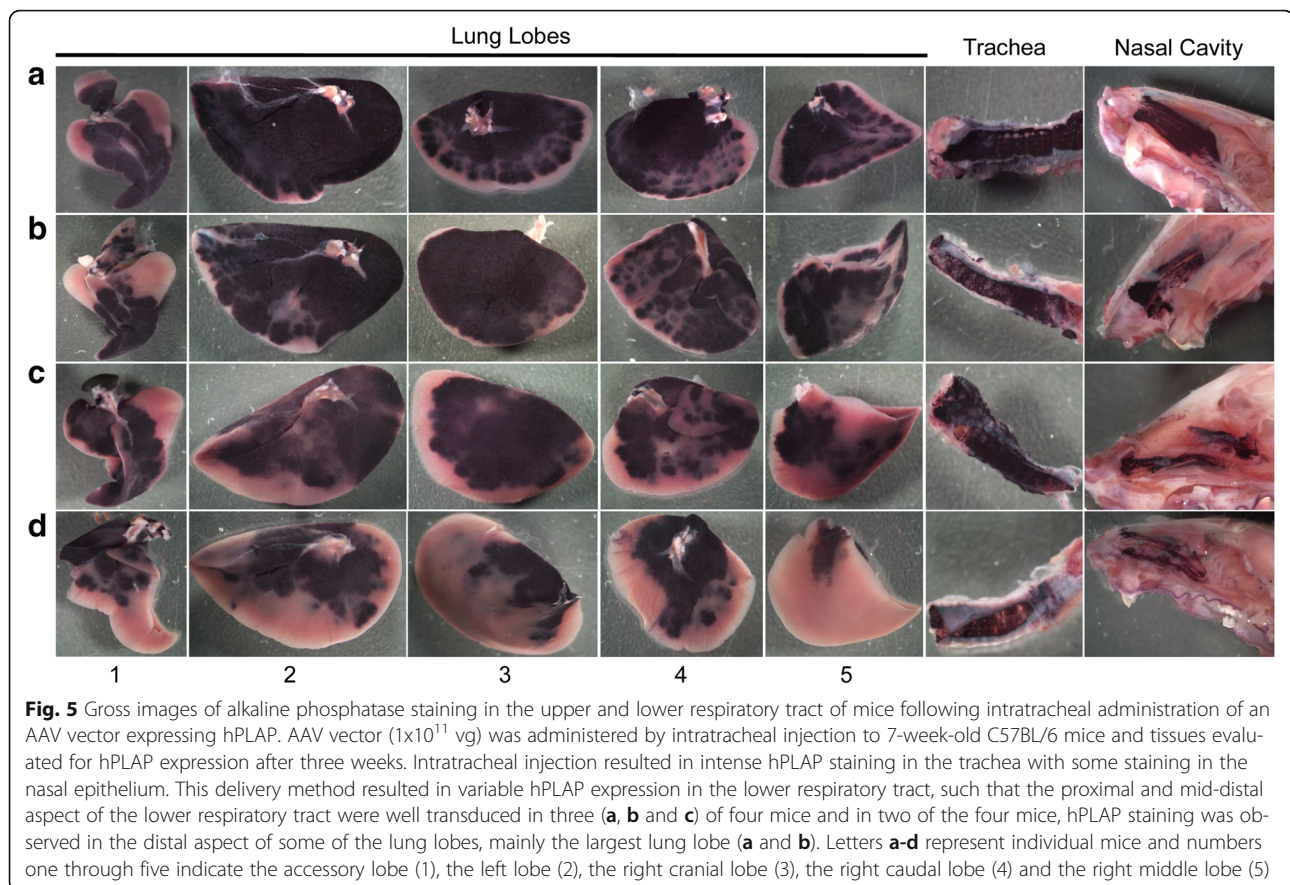 Lung Lobes
Trachea
Nasal Cavity
a
b
c
d
1 2 3 4 5
Fig. 5 Gross images of alkaline phosphatase staining in the upper and lower respiratory tract of mice following intratracheal administration of an
AAV vector expressing hPLAP. AAV vector (1x10¹¹ vg) was administered by intratracheal injection to 7-week-old C57BL/6 mice and tissues evalu-
ated for hPLAP expression after three weeks. Intratracheal injection resulted in intense hPLAP staining in the trachea with some staining in the
nasal epithelium. This delivery method resulted in variable hPLAP expression in the lower respiratory tract, such that the proximal and mid-distal
aspect of the lower respiratory tract were well transduced in three (a, b and c) of four mice and in two of the four mice, hPLAP staining was ob-
served in the distal aspect of some of the lung lobes, mainly the largest lung lobe (a and b). Letters a-d represent individual mice and numbers
one through five indicate the accessory lobe (1), the left lobe (2), the right cranial lobe (3), the right caudal lobe (4) and the right middle lobe (5)